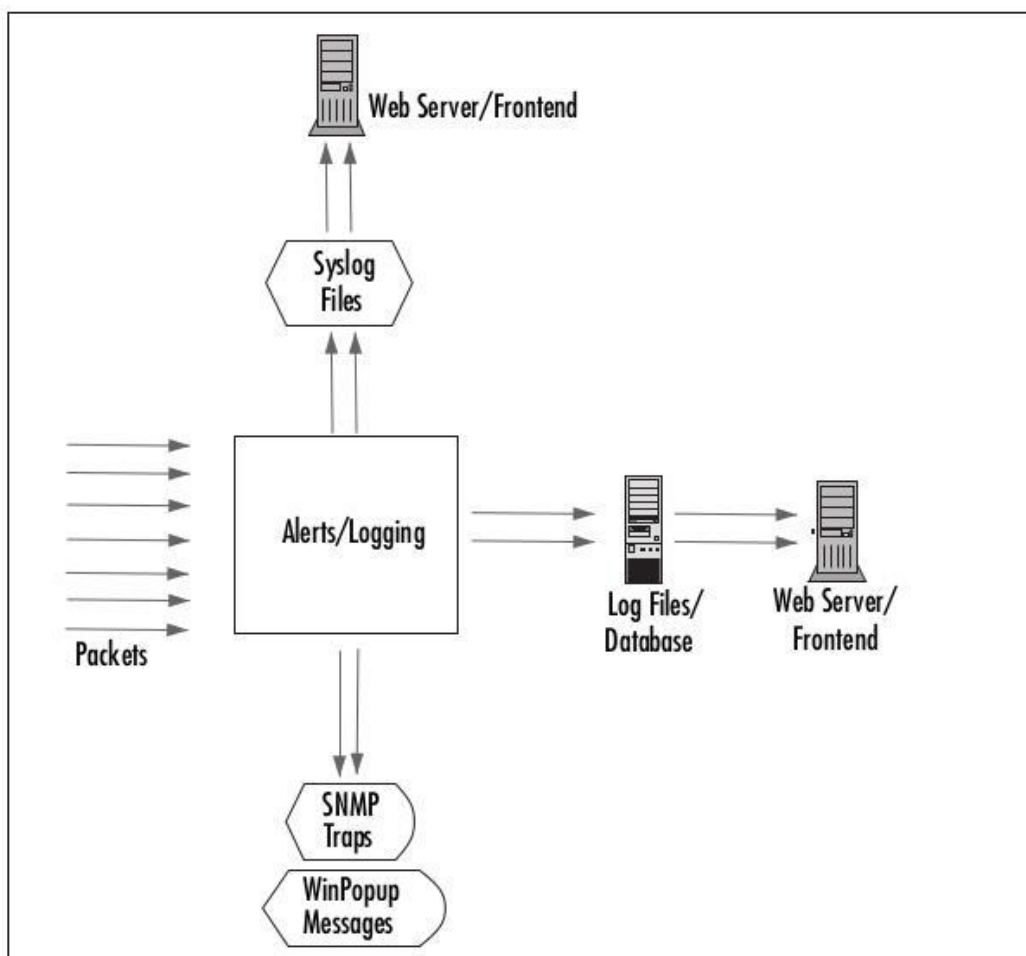 Web Server/Frontend
Syslog
Files
Alerts/Logging
Packets
Log Files/
Database
Web Server/
Frontend
SNMP
Traps
WinPopup
Messages